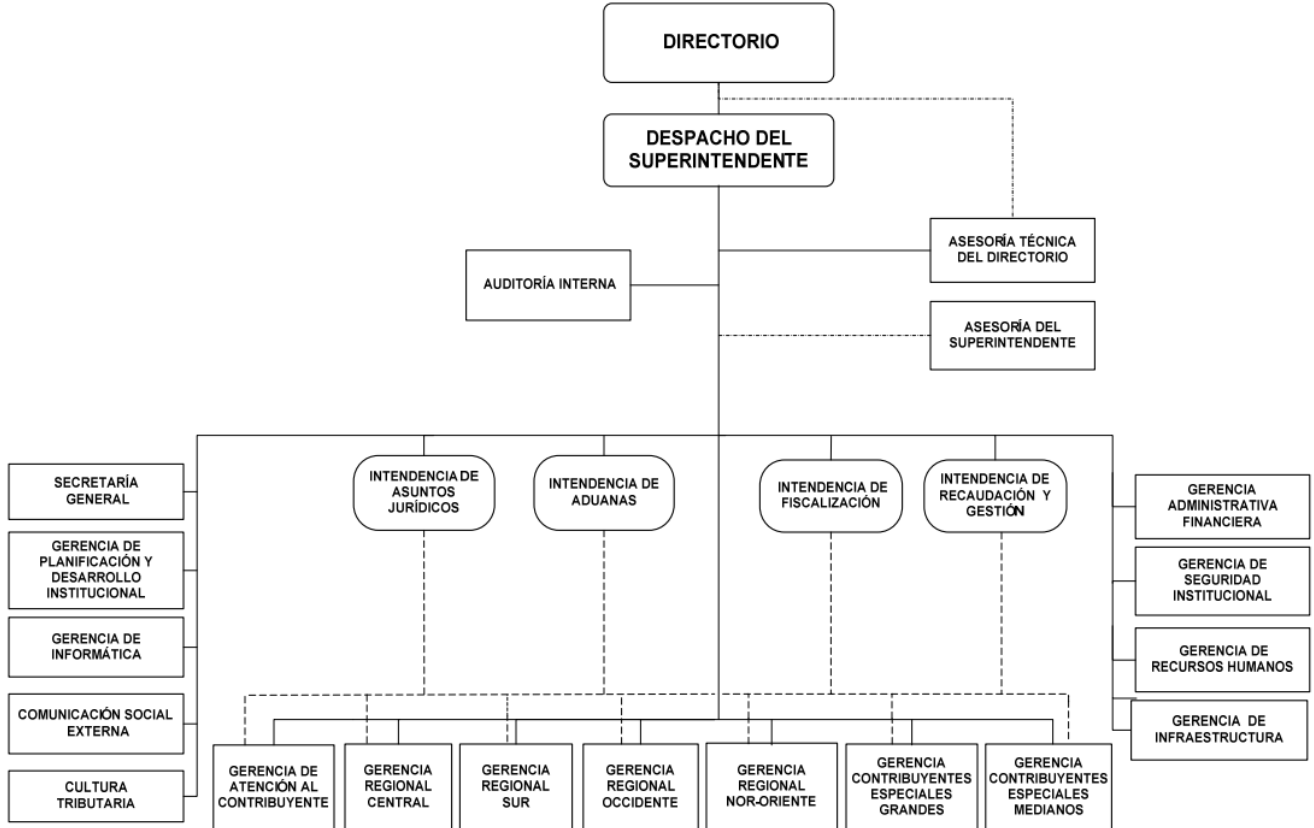 DIRECTORIO
DESPACHO DEL
SUPERINTENDENTE
ASESORÍA TÉCNICA
DEL DIRECTORIO
AUDITORÍA INTERNA
ASESORÍA DEL
SUPERINTENDENTE
SECRETARÍA
GENERAL
GERENCIA DE
PLANIFICACIÓN Y
DESARROLLO
INSTITUCIONAL
GERENCIA DE
INFORMÁTICA
COMUNICACIÓN SOCIAL
EXTERNA
CULTURA
TRIBUTARIA
INTENDENCIA DE
ASUNTOS
JURÍDICOS
INTENDENCIA DE
ADUANAS
INTENDENCIA DE
FISCALIZACIÓN
INTENDENCIA DE
RECAUDACIÓN Y
GESTIÓN
GERENCIA
ADMINISTRATIVA
FINANCIERA
GERENCIA DE
SEGURIDAD
INSTITUCIONAL
GERENCIA DE
RECURSOS HUMANOS
GERENCIA DE
INFRAESTRUCTURA
GERENCIA DE
ATENCIÓN AL
CONTRIBUYENTE
GERENCIA
REGIONAL
CENTRAL
GERENCIA
REGIONAL
SUR
GERENCIA
REGIONAL
OCCIDENTE
GERENCIA
REGIONAL
NOR-ORIENTE
GERENCIA
CONTRIBUYENTES
ESPECIALES
GRANDES
GERENCIA
CONTRIBUYENTES
ESPECIALES
MEDIANOS